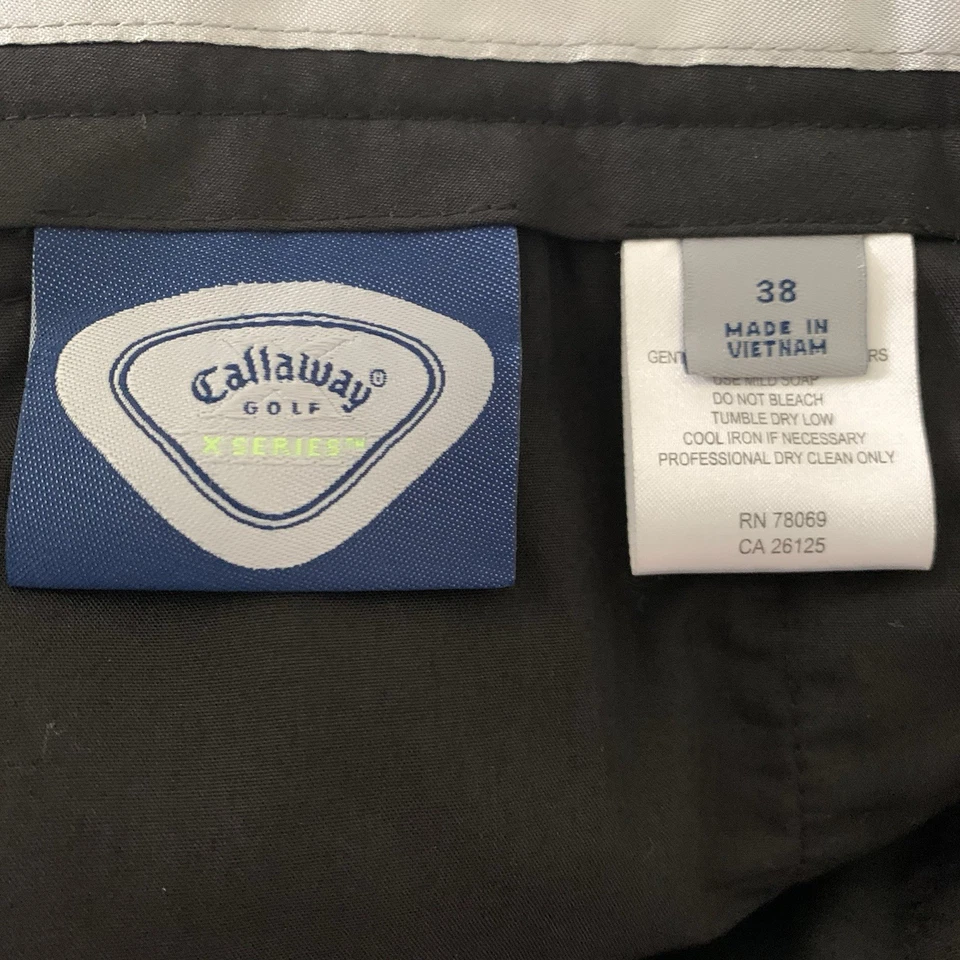 Callaway®
GOLF
X SERIES™
38
MADE IN
VIETNAM
USE MILD SOAP
DO NOT BLEACH
TUMBLE DRY LOW
COOL IRON IF NECESSARY
PROFESSIONAL DRY CLEAN ONLY
RN 78069
CA 26125